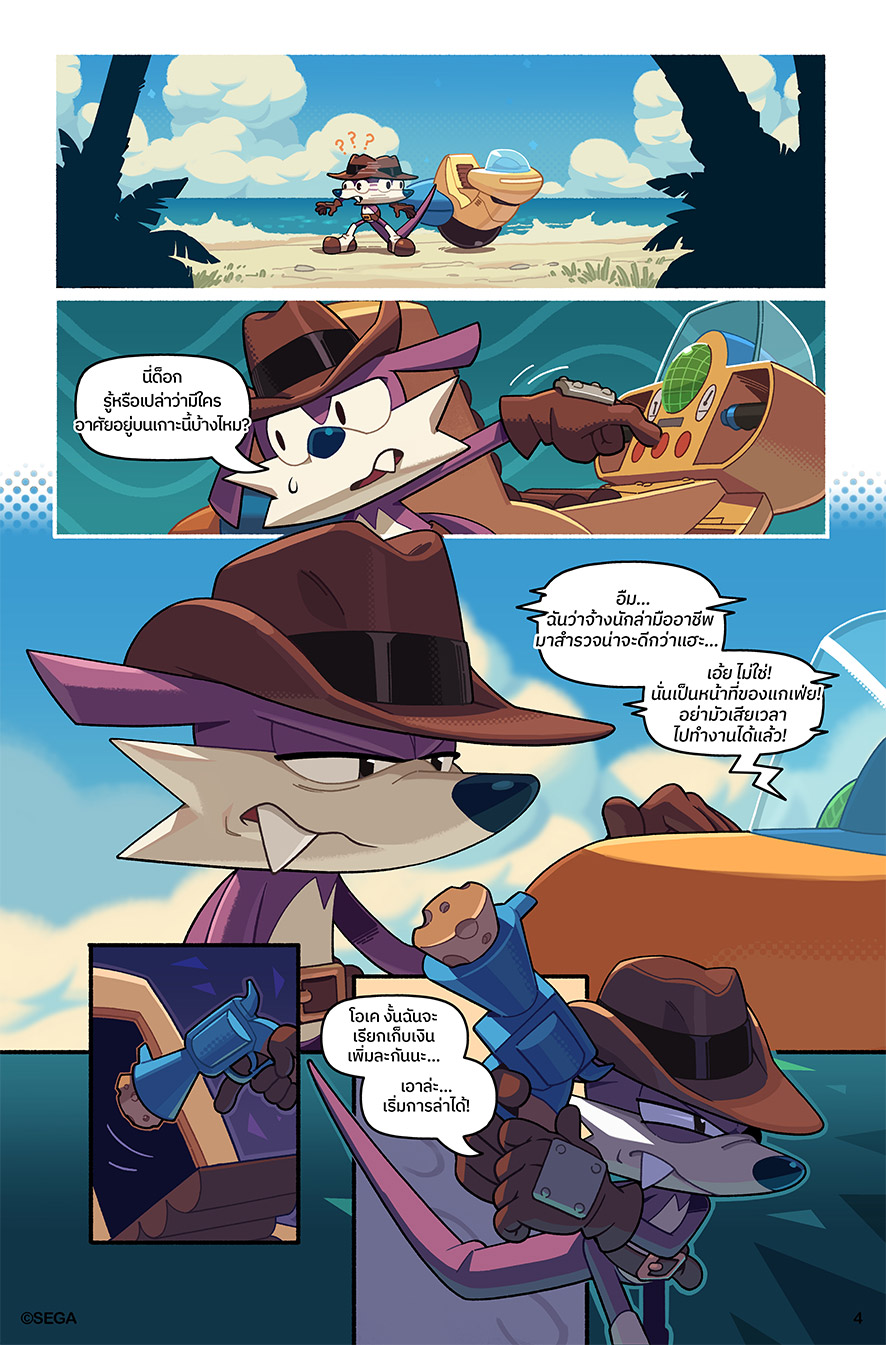 ???
นี่ด็อก
รู้หรือเปล่าว่ามีใคร
อาศัยอยู่บนเกาะนี้บ้างไหม?
อืม...
ฉันว่าจ้างนักล่ามืออาชีพ
มาสำรวจน่าจะดีกว่าแฮะ...
เอ้ย ไม่ใช่!
นั่นเป็นหน้าที่ของแกเฟ่ย!
อย่ามัวเสียเวลา
ไปทำงานได้แล้ว!
โอเค งั้นฉันจะ
เรียกเก็บเงิน
เพิ่มละกันนะ...
เอาล่ะ...
เริ่มการล่าได้!
©SEGA
4